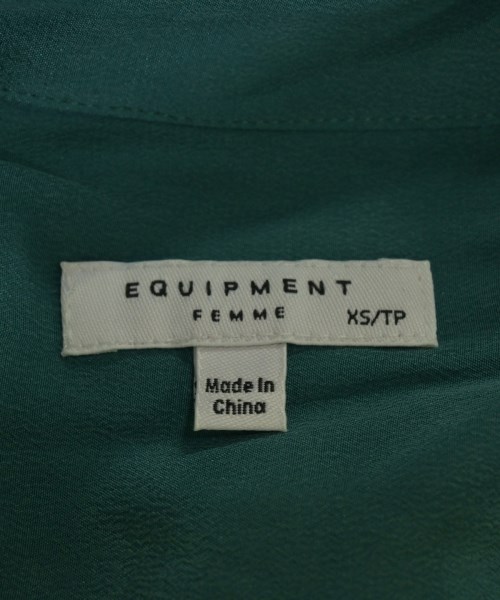 EQUIPMENT
FEMME XS/TP
Made In
China